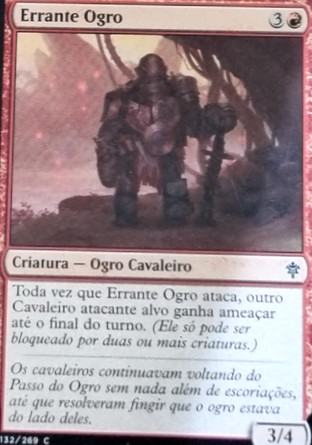 Errante Ogro 3
Criatura — Ogro Cavaleiro
Toda vez que Errante Ogro ataca, outro
Cavaleiro atacante alvo ganha ameaçar
até o final do turno. (Ele só pode ser
bloqueado por duas ou mais criaturas.)
Os cavaleiros continuavam voltando do
Passo do Ogro sem nada além de escoriações,
até que resolveram fingir que o ogro estava
do lado deles.
132/269 C
3/4